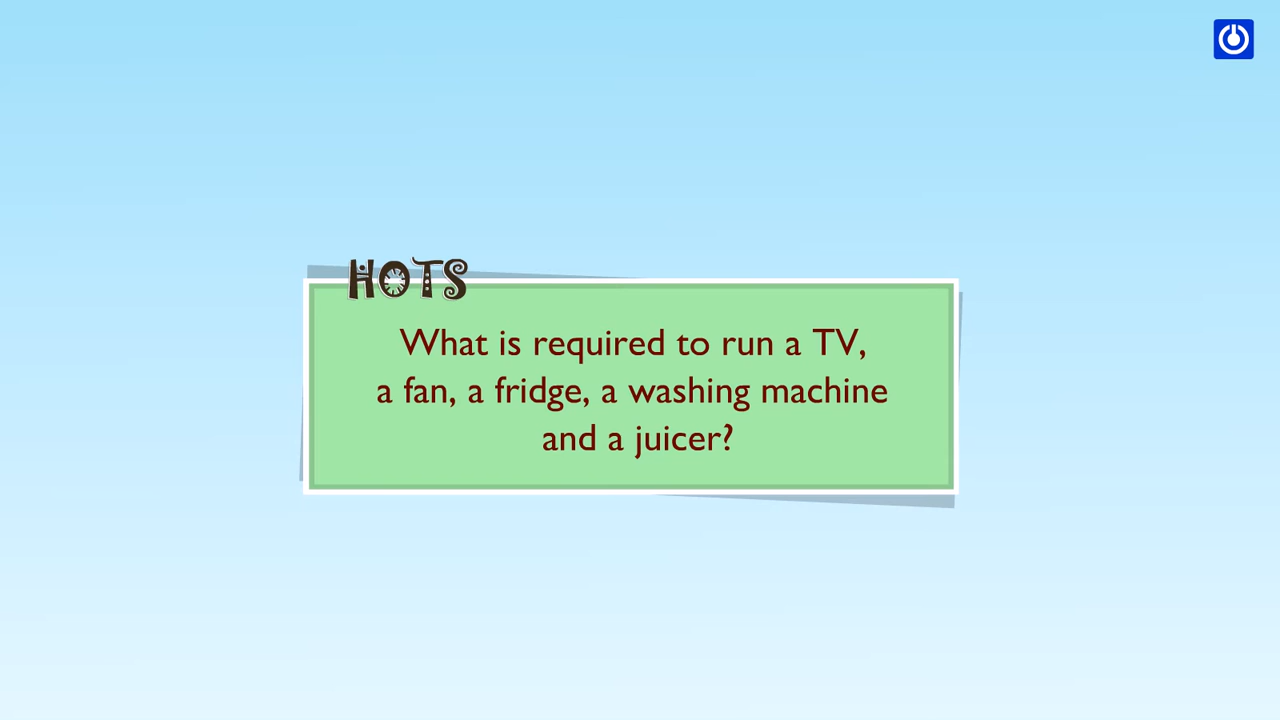 HOTS
What is required to run a TV,
a fan, a fridge, a washing machine
and a juicer?